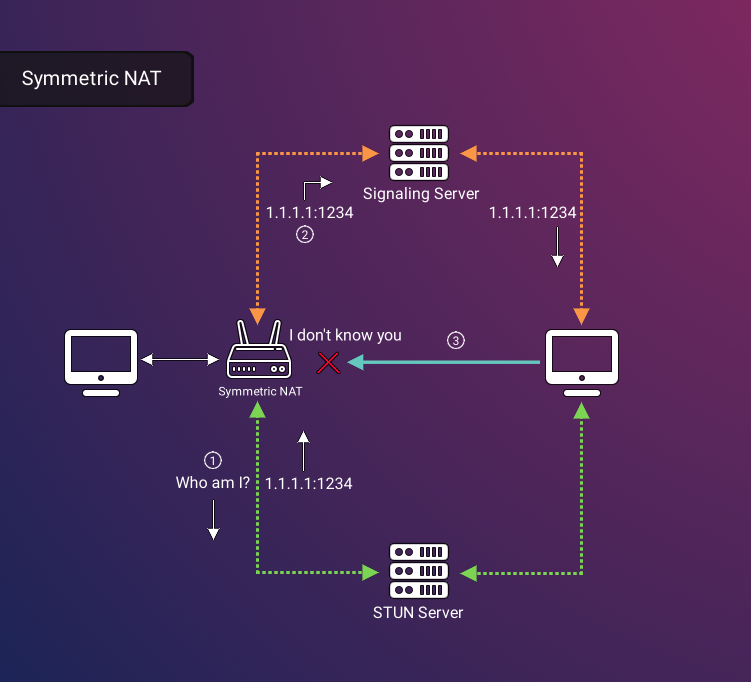 Symmetric NAT
Signaling Server
1.1.1.1:1234
1.1.1.1:1234
2
I don't know you
3
Symmetric NAT
1
Who am I?
1.1.1.1:1234
STUN Server